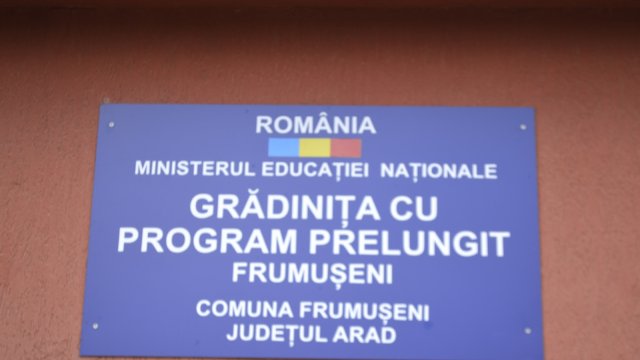 ROMÂNIA
MINISTERUL EDUCAȚIEI NAȚIONALE
GRĂDINIȚA CU
PROGRAM PRELUNGIT
FRUMUȘENI
COMUNA FRUMUȘENI
JUDEȚUL ARAD